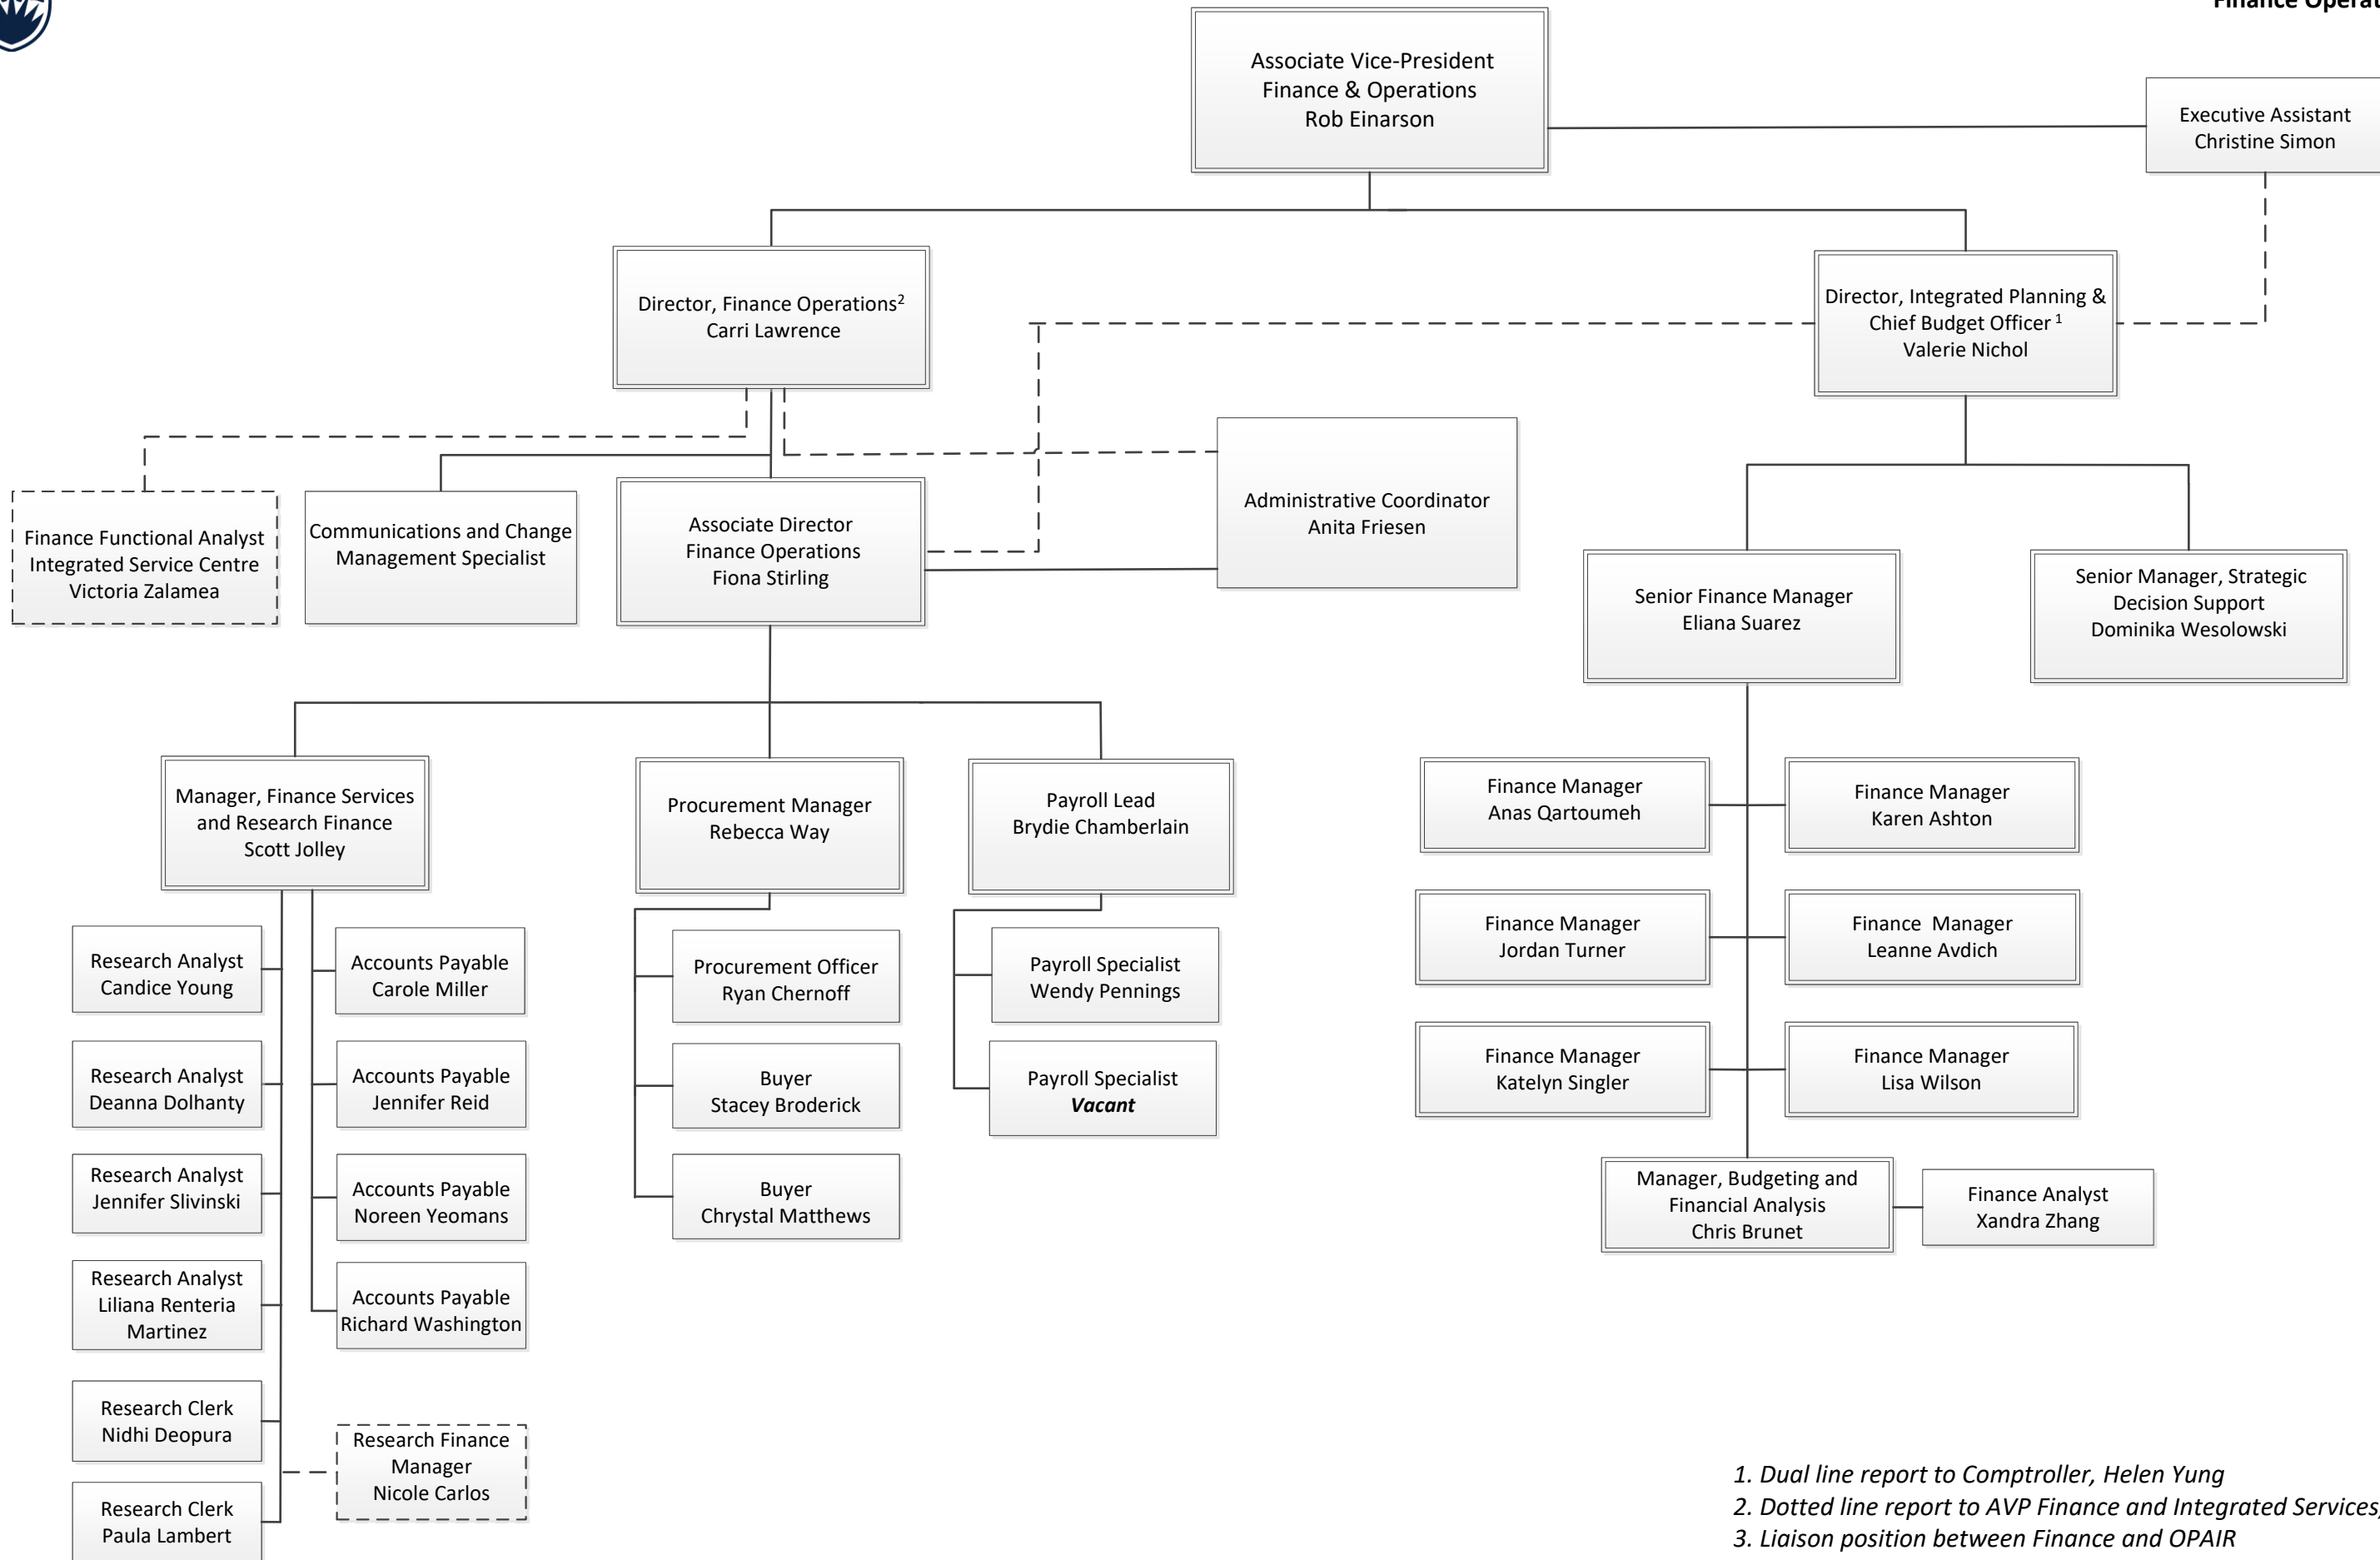 Finance Operat
Associate Vice-President
Finance & Operations
Rob Einarson
Executive Assistant
Christine Simon
Director, Finance Operations2
Carri Lawrence
Director, Integrated Planning &
Chief Budget Officer 1
Valerie Nichol
Finance Functional Analyst
Integrated Service Centre
Victoria Zalamea
Communications and Change
Management Specialist
Associate Director
Finance Operations
Fiona Stirling
Administrative Coordinator
Anita Friesen
Senior Finance Manager
Eliana Suarez
Senior Manager, Strategic
Decision Support
Dominika Wesolowski
Manager, Finance Services
and Research Finance
Scott Jolley
Procurement Manager
Rebecca Way
Payroll Lead
Brydie Chamberlain
Finance Manager
Anas Qartoumeh
Finance Manager
Karen Ashton
Finance Manager
Jordan Turner
Finance  Manager
Leanne Avdich
Finance Manager
Katelyn Singler
Finance Manager
Lisa Wilson
Manager, Budgeting and
Financial Analysis
Chris Brunet
Finance Analyst
Xandra Zhang
Research Analyst
Candice Young
Accounts Payable
Carole Miller
Procurement Officer
Ryan Chernoff
Payroll Specialist
Wendy Pennings
Research Analyst
Deanna Dolhanty
Accounts Payable
Jennifer Reid
Buyer
Stacey Broderick
Payroll Specialist
Vacant
Research Analyst
Jennifer Slivinski
Accounts Payable
Noreen Yeomans
Buyer
Chrystal Matthews
Research Analyst
Liliana Renteria
Martinez
Accounts Payable
Richard Washington
Research Clerk
Nidhi Deopura
Research Finance
Manager
Nicole Carlos
Research Clerk
Paula Lambert
1. Dual line report to Comptroller, Helen Yung
2. Dotted line report to AVP Finance and Integrated Services,
3. Liaison position between Finance and OPAIR